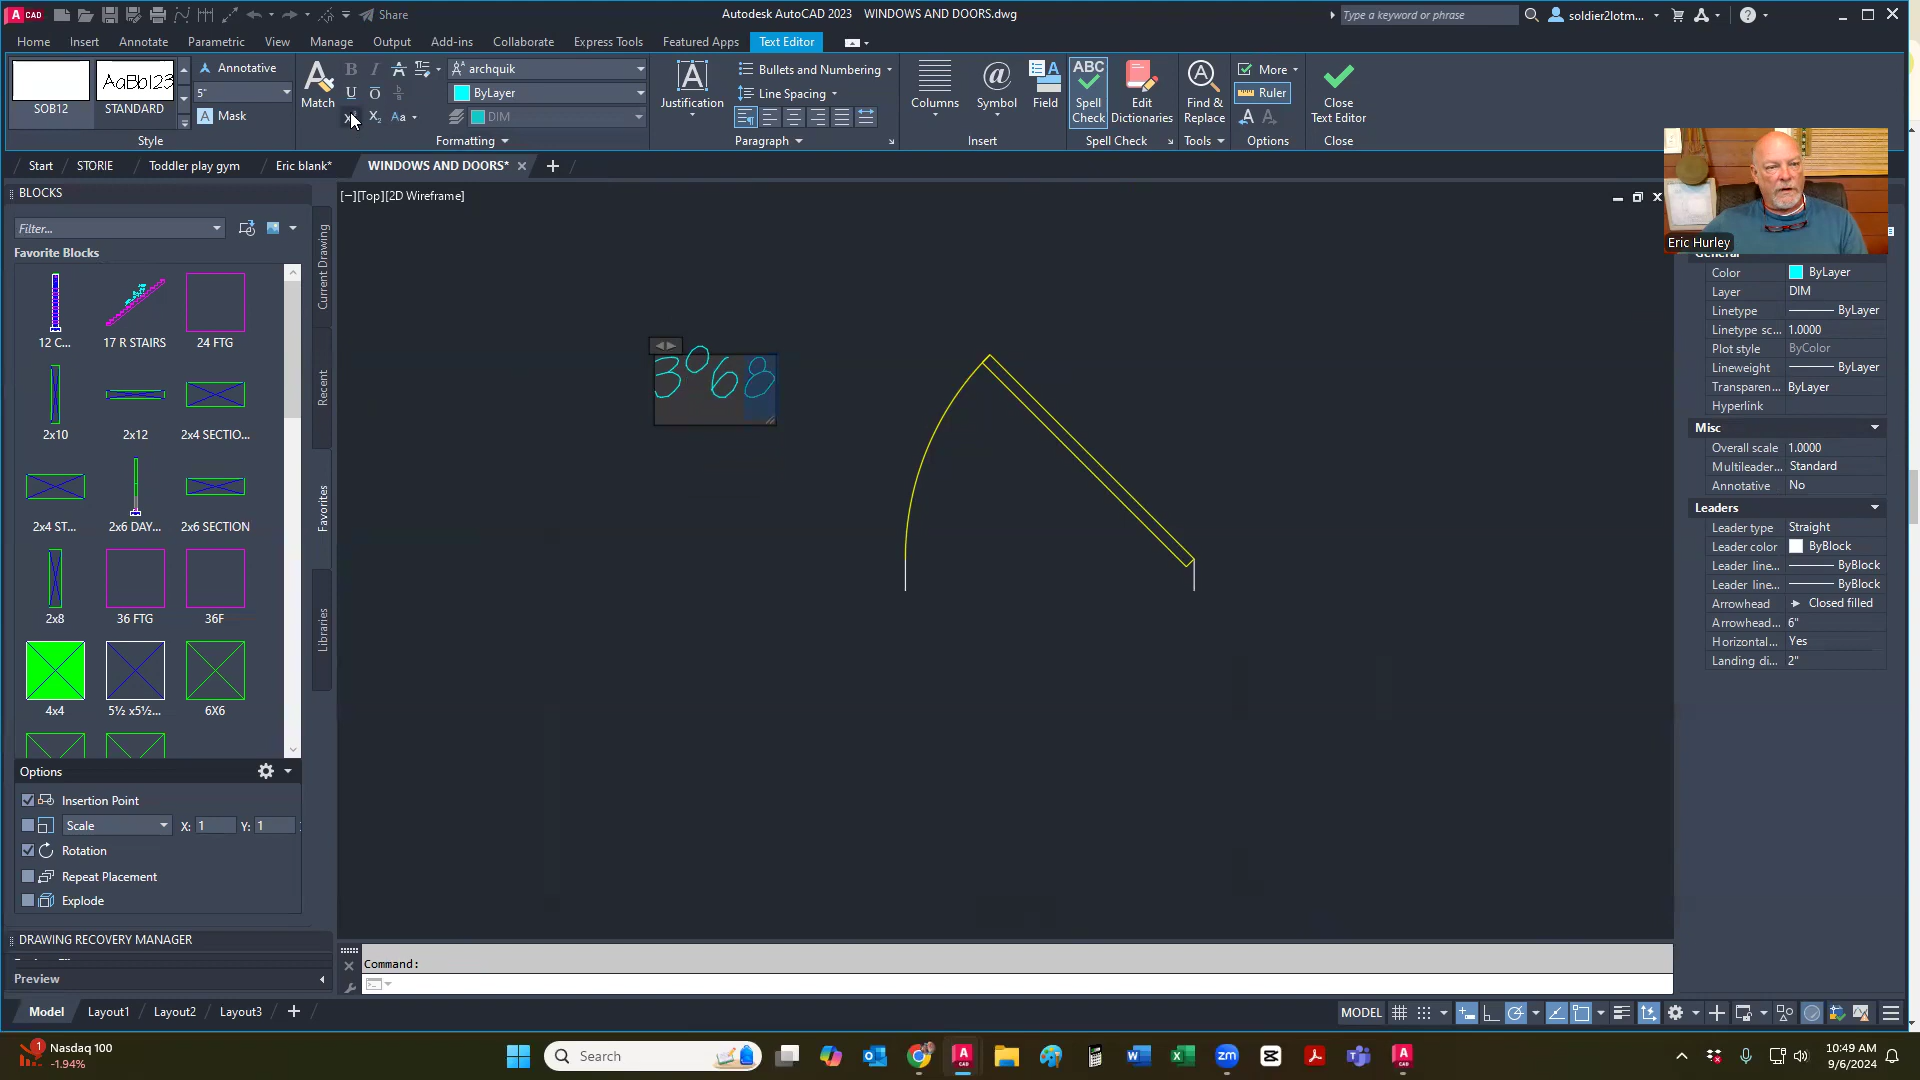 A CAD
Share
Autodesk AutoCAD 2023 WINDOWS AND DOORS.dwg
Type a keyword or phrase
soldier2lotm...
Home Insert Annotate Parametric View Manage Output Add-ins Collaborate Express Tools Featured Apps Text Editor
AaBb123
SOB12
STANDARD
Annotative
5"
Mask
Style
Match
Formatting
archquik
ByLayer
DIM
Justification
Bullets and Numbering
Line Spacing
Paragraph
Columns
Symbol
Field
Insert
ABC
Spell Check
Edit Dictionaries
Spell Check
Find & Replace
Tools
More
Ruler
Options
Close Text Editor
Close
Start STORIE Toddler play gym Eric blank* WINDOWS AND DOORS*
BLOCKS
Filter...
Favorite Blocks
12 C... 17 R STAIRS 24 FTG
2x10 2x12 2x4 SECTIO...
2x4 ST... 2x6 DAY... 2x6 SECTION
2x8 36 FTG 36F
4x4 5½ x5½... 6X6
Current Drawing
Recent
Favorites
Libraries
Options
Insertion Point
Scale X: 1 Y: 1
Rotation
Repeat Placement
Explode
DRAWING RECOVERY MANAGER
Preview
[−][Top][2D Wireframe]
3068
Eric Hurley
General
Color ByLayer
Layer DIM
Linetype ByLayer
Linetype sc... 1.0000
Plot style ByColor
Lineweight ByLayer
Transparen... ByLayer
Hyperlink
Misc
Overall scale 1.0000
Multileader... Standard
Annotative No
Leaders
Leader type Straight
Leader color ByBlock
Leader line... ByBlock
Leader line... ByBlock
Arrowhead Closed filled
Arrowhead... 6"
Horizontal... Yes
Landing di... 2"
Command:
Model Layout1 Layout2 Layout3
MODEL
Nasdaq 100
-1.94%
Search
10:49 AM
9/6/2024